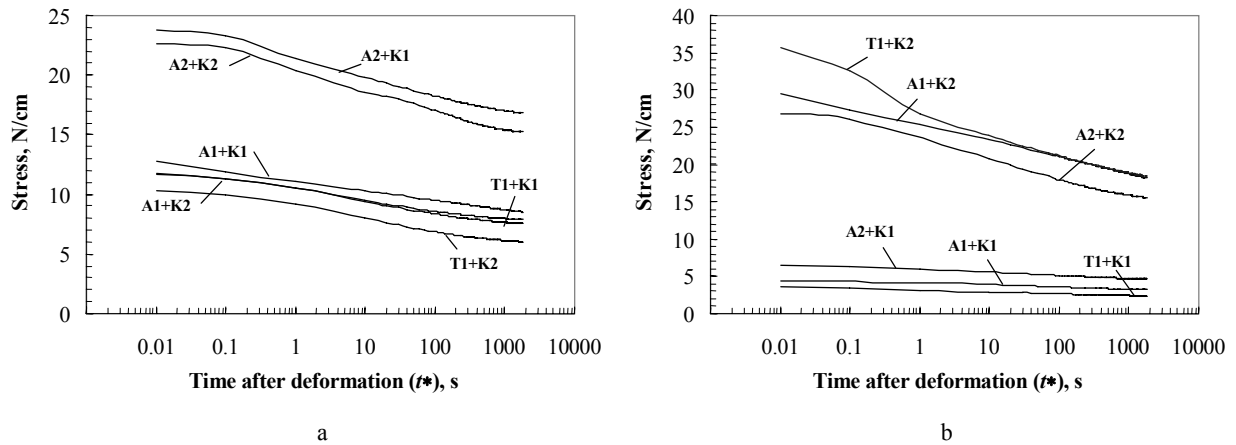 25
20
15
10
5
0
Stress, N/cm
A2+K1
A2+K2
A1+K1
T1+K1
A1+K2
T1+K2
0.01 0.1 1 10 100 1000 10000
Time after deformation (t*), s
a
40
35
30
25
20
15
10
5
0
Stress, N/cm
T1+K2
A1+K2
A2+K2
A2+K1
A1+K1
T1+K1
0.01 0.1 1 10 100 1000 10000
Time after deformation (t*), s
b